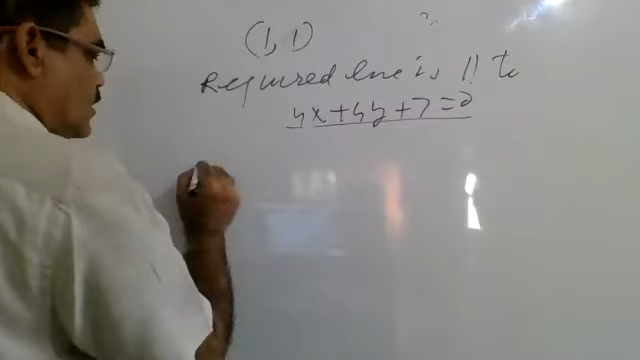 (1, 1)
Required line is || to
4x+4y+7=0